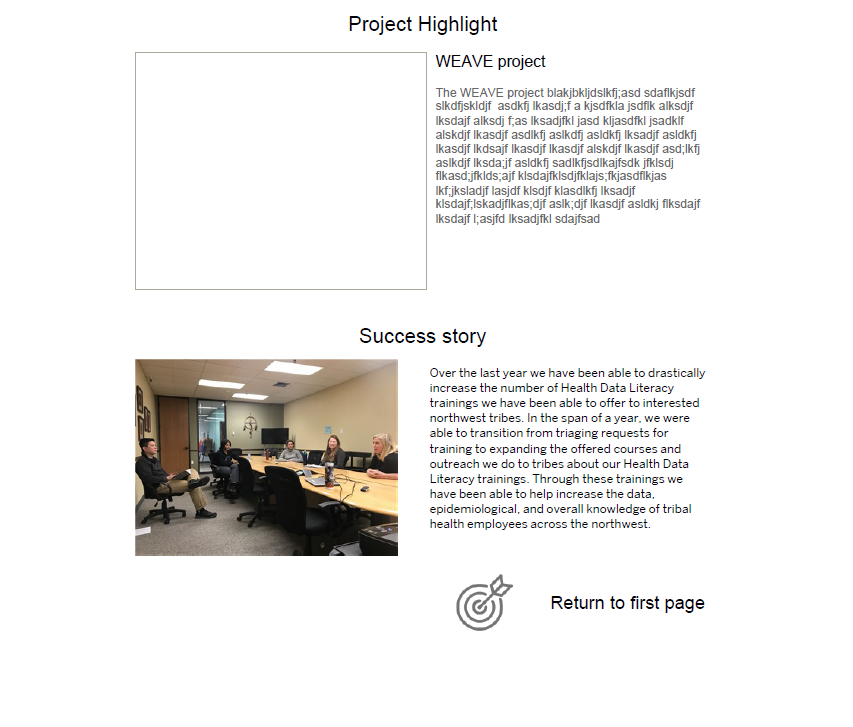 Project Highlight
WEAVE project
The WEAVE project blakjbkljdslkfj;asd sdaflkjsdf
slkdfjskldjf  asdkfj lkasdj;f a kjsdfkla jsdflk alksdjf
lksdajf alksdj f;as lksadjfkl jasd kljasdfkl jsadklf
alskdjf lkasdjf asdlkfj aslkdfj asldkfj lksadjf asldkfj
lkasdjf lkdsajf lkasdjf lkasdjf alskdjf lkasdjf asd;lkfj
aslkdjf lksda;jf asldkfj sadlkfjsdlkajfsdk jfklsdj
flkasd;jfklds;ajf klsdajfklsdjfklajs;fkjasdflkjas
lkf;jksladjf lasjdf klsdjf klasdlkfj lksadjf
klsdajf;lskadjflkas;djf aslk;djf lkasdjf asldkj flksdajf
lksdajf l;asjfd lksadjfkl sdajfsad
Success story
Over the last year we have been able to drastically
increase the number of Health Data Literacy
trainings we have been able to offer to interested
northwest tribes. In the span of a year, we were
able to transition from triaging requests for
training to expanding the offered courses and
outreach we do to tribes about our Health Data
Literacy trainings. Through these trainings we
have been able to help increase the data,
epidemiological, and overall knowledge of tribal
health employees across the northwest.
Return to first page